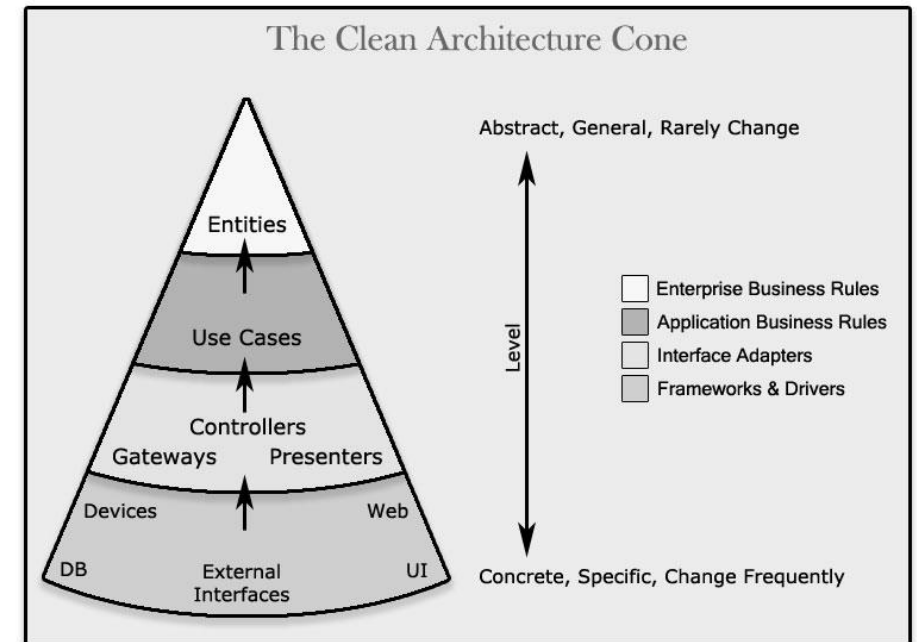 The Clean Architecture Cone
Abstract, General, Rarely Change
Entities
Use Cases
Controllers
Gateways Presenters
Devices Web
DB External UI
Interfaces
Level
Enterprise Business Rules
Application Business Rules
Interface Adapters
Frameworks & Drivers
Concrete, Specific, Change Frequently